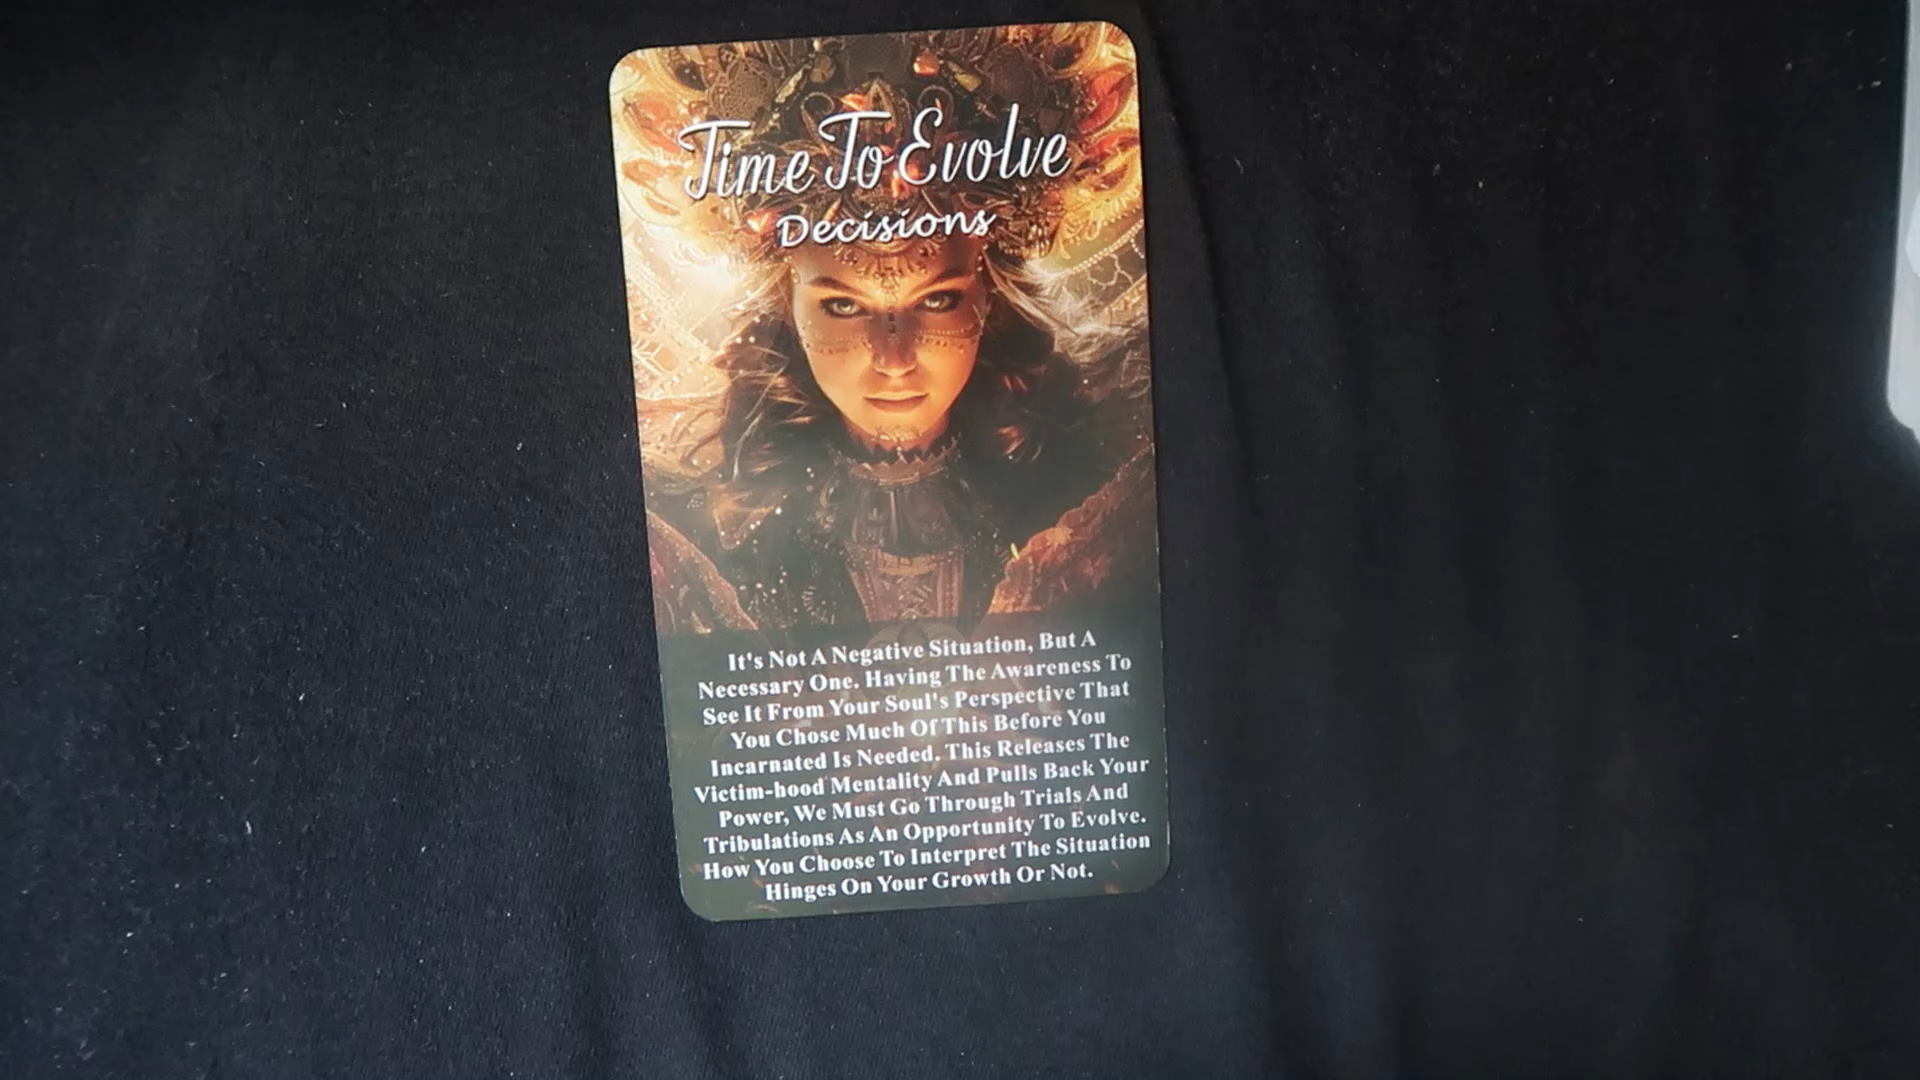 Time To Evolve
Decisions
It's Not A Negative Situation, But A
Necessary One. Having The Awareness To
See It From Your Soul's Perspective That
You Chose Much Of This Before You
Incarnated Is Needed. This Releases The
Victim-hood Mentality And Pulls Back Your
Power, We Must Go Through Trials And
Tribulations As An Opportunity To Evolve.
How You Choose To Interpret The Situation
Hinges On Your Growth Or Not.